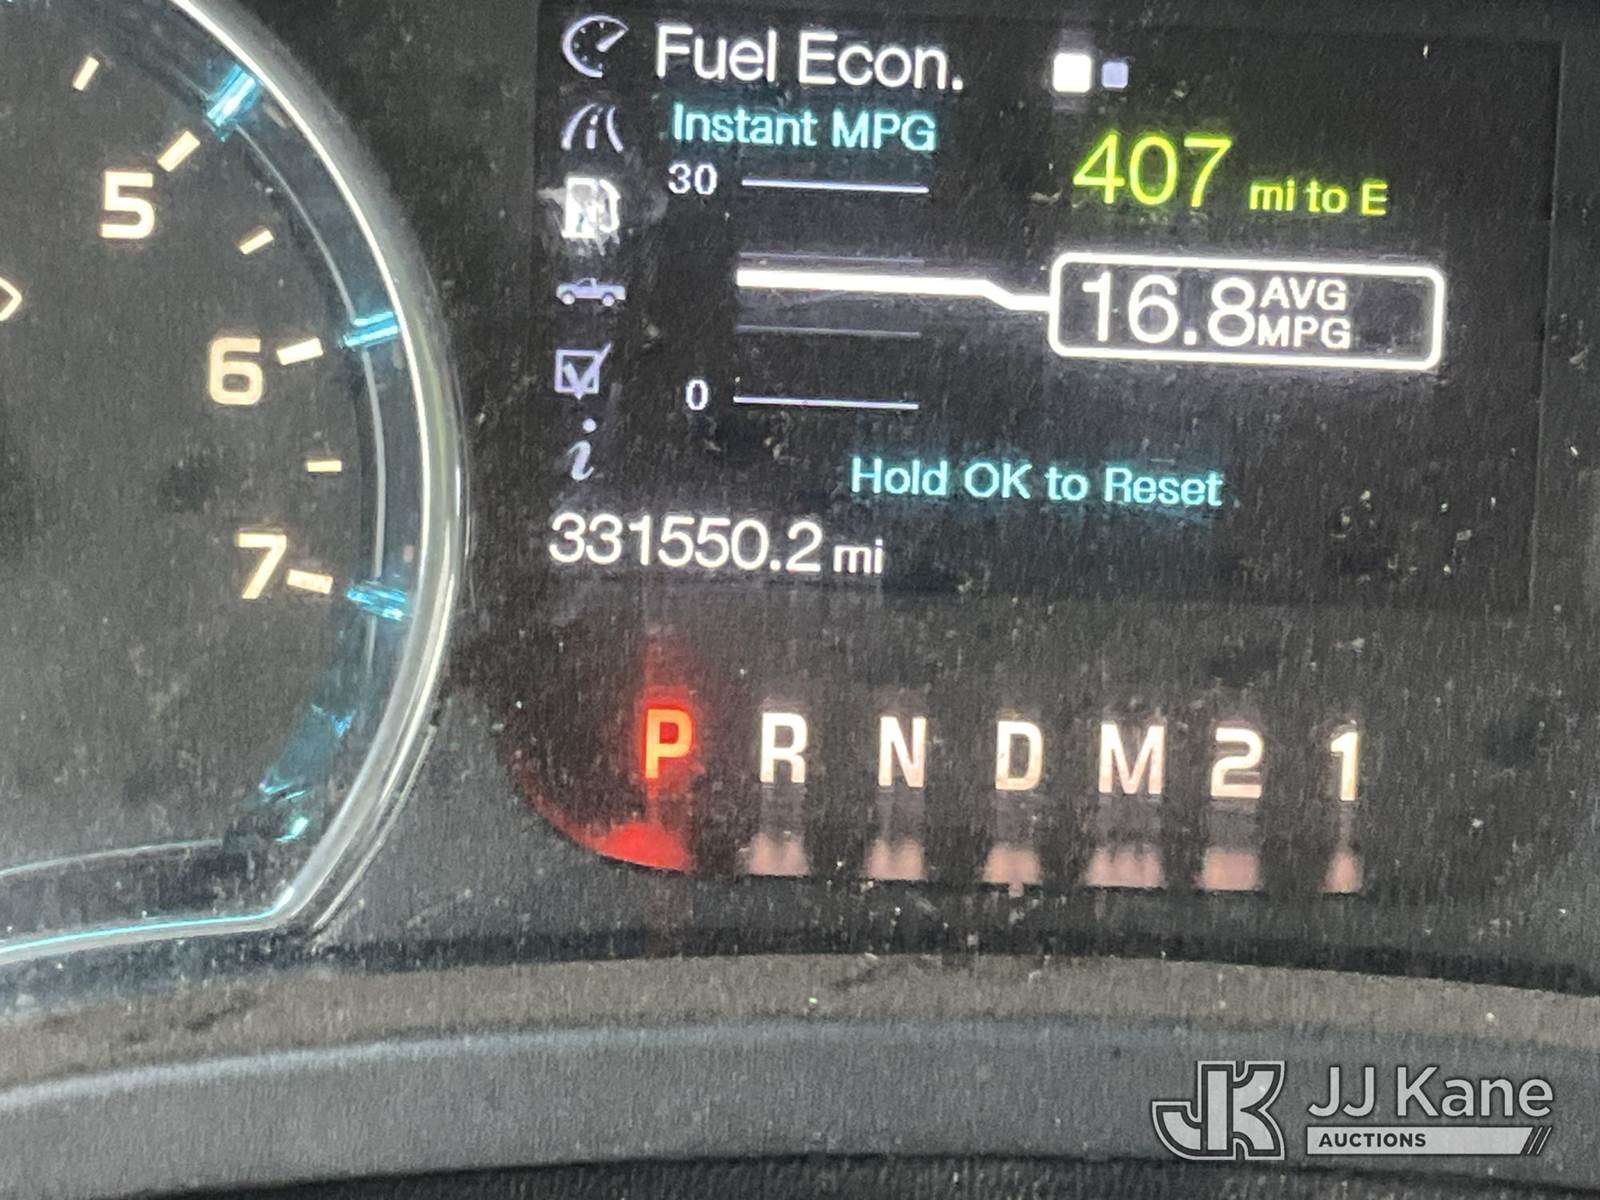 Fuel Econ.
Instant MPG
407 mi to E
30
16.8 AVG MPG
0
Hold OK to Reset
331550.2 mi
5
6
7
P R N D M 2 1
JK JJ Kane
AUCTIONS